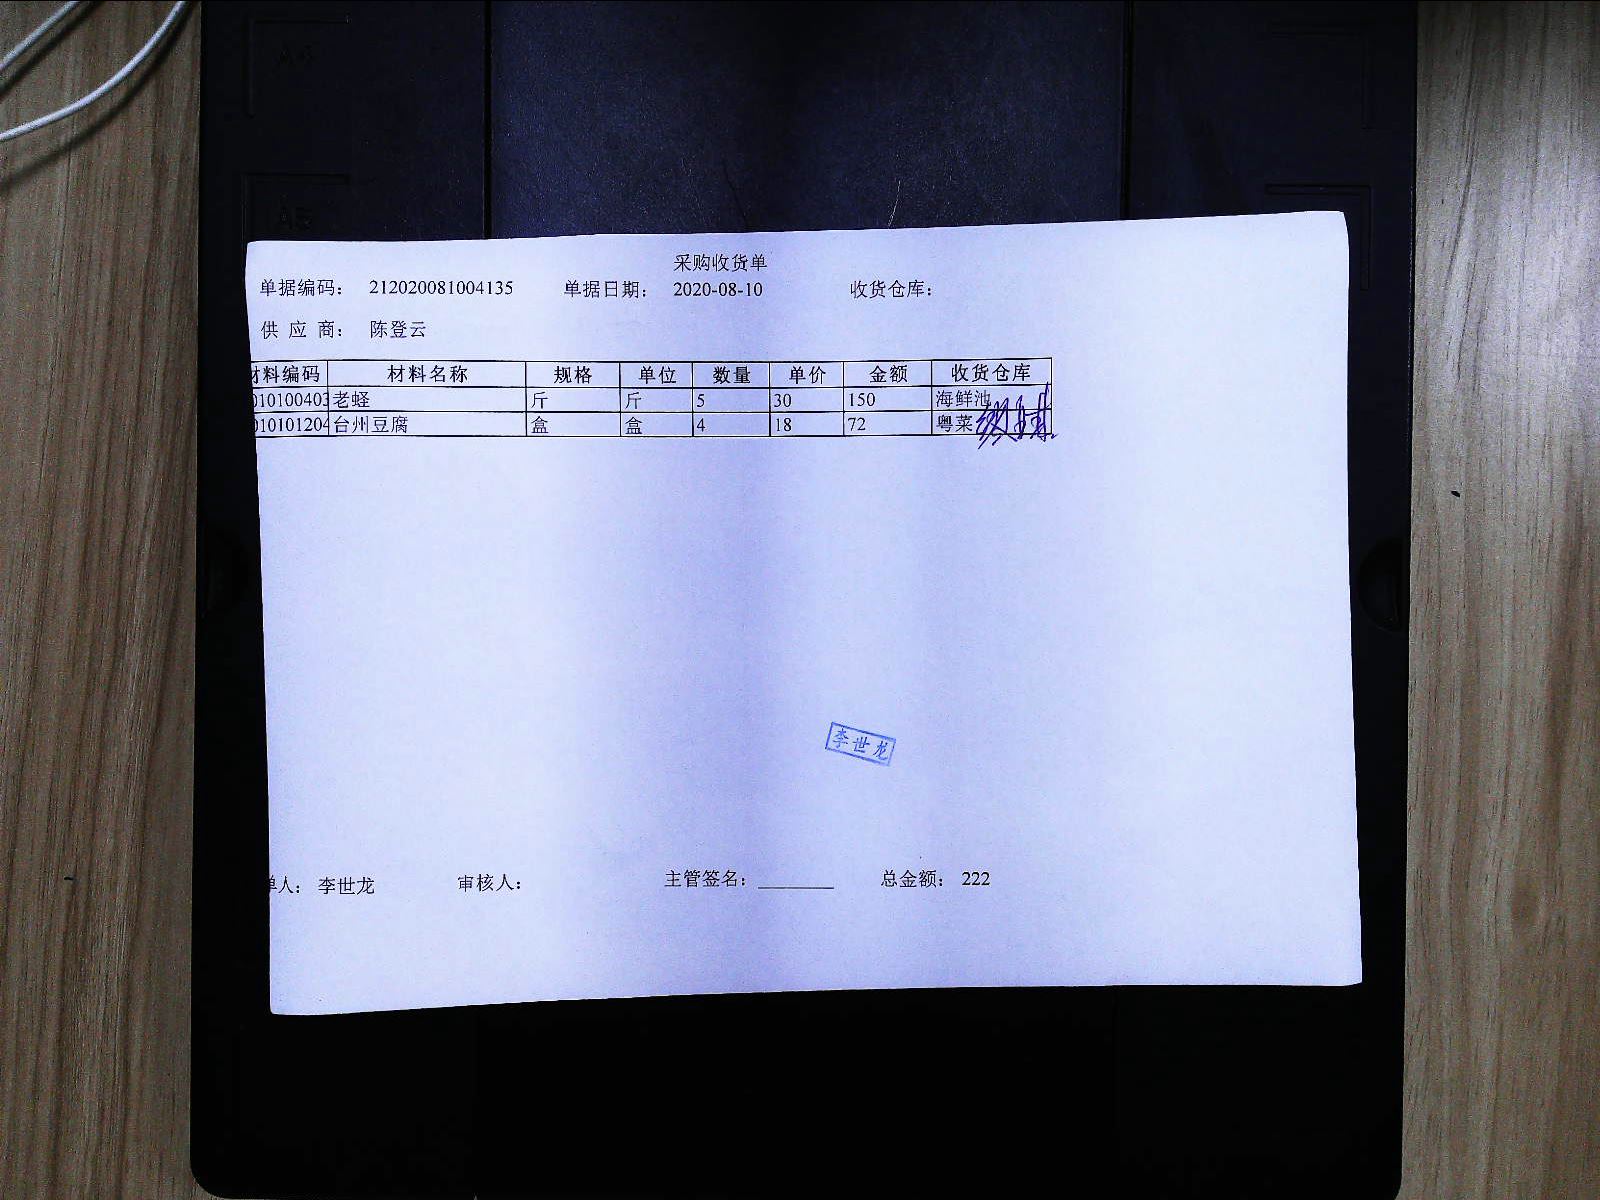 采购收货单
单据编码： 212020081004135 单据日期： 2020-08-10 收货仓库：
供 应 商： 陈登云
材料编码 材料名称 规格 单位 数量 单价 金额 收货仓库
010100403 老蛏 斤 斤 5 30 150 海鲜池
010101204 台州豆腐 盒 盒 4 18 72 粤菜
李世龙
单人： 李世龙 审核人： 主管签名：________ 总金额： 222